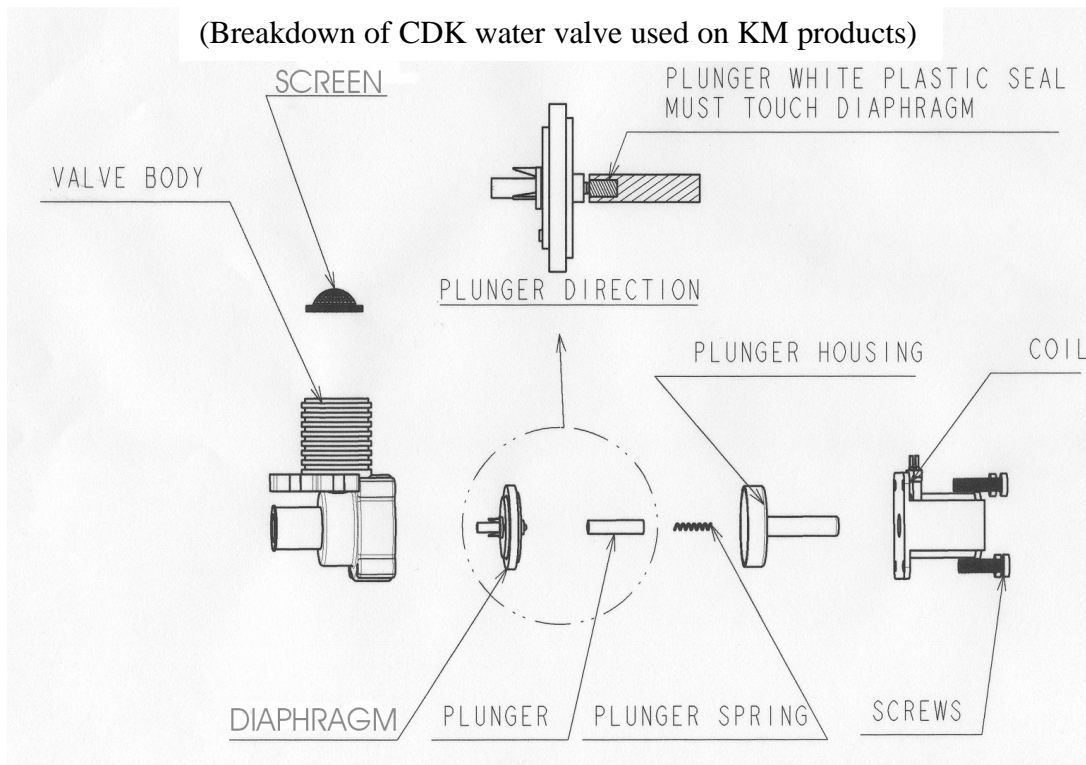 (Breakdown of CDK water valve used on KM products)
SCREEN
PLUNGER WHITE PLASTIC SEAL
MUST TOUCH DIAPHRAGM
VALVE BODY
PLUNGER DIRECTION
PLUNGER HOUSING
COIL
DIAPHRAGM
PLUNGER
PLUNGER SPRING
SCREWS